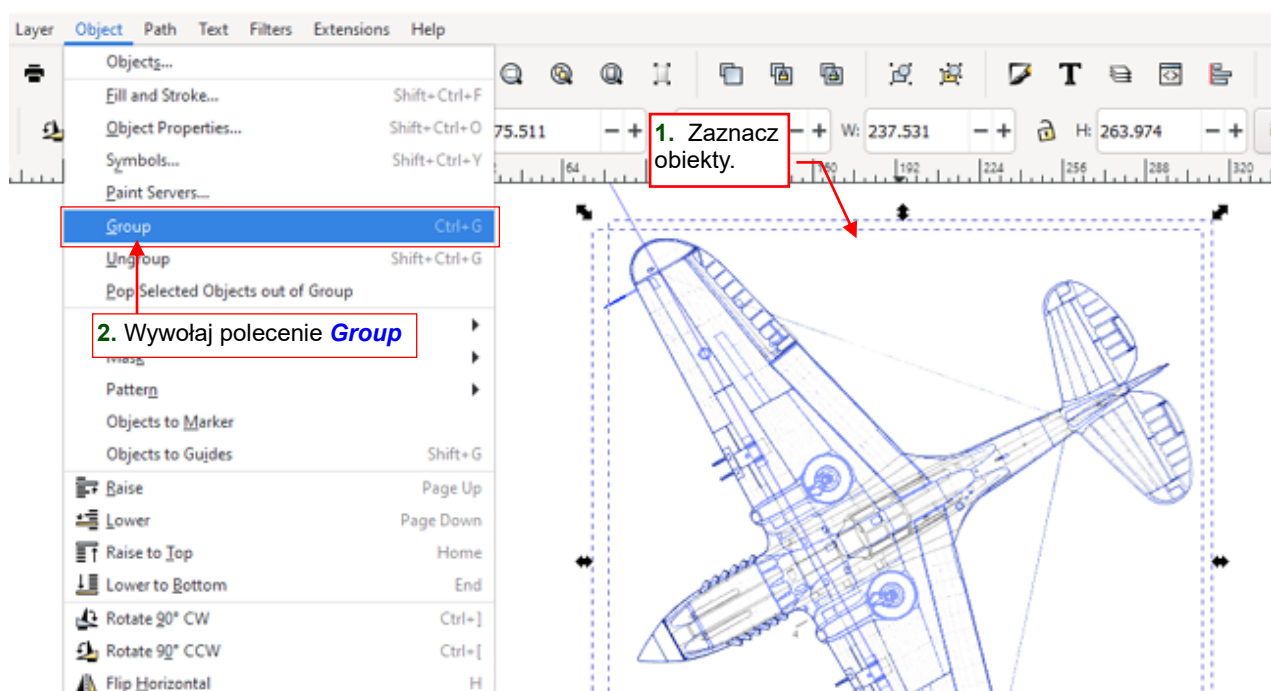 Layer Object Path Text Filters Extensions Help
Objects...
Fill and Stroke... Shift+Ctrl+F
Object Properties... Shift+Ctrl+O
75.511 W: 237.531 H: 263.974
1. Zaznacz
obiekty.
Symbols... Shift+Ctrl+Y
64 160 192 224 256 288 320
Paint Servers...
Group Ctrl+G
Ungroup Shift+Ctrl+G
Pop Selected Objects out of Group
2. Wywołaj polecenie Group
Mask
Pattern
Objects to Marker
Objects to Guides Shift+G
Raise Page Up
Lower Page Down
Raise to Top Home
Lower to Bottom End
Rotate 90° CW Ctrl+]
Rotate 90° CCW Ctrl+[
Flip Horizontal H
4